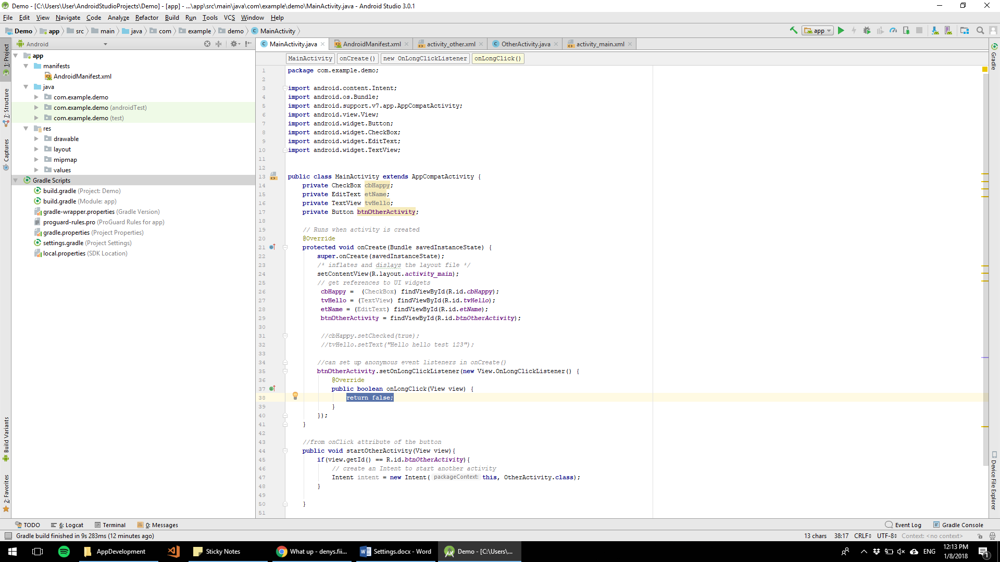 Demo - [C:\Users\User\AndroidStudioProjects\Demo] - [app] - ...\app\src\main\java\com\example\demo\MainActivity.java - Android Studio 3.0.1
File Edit View Navigate Code Analyze Refactor Build Run Tools VCS Window Help
Demo app src main java com example demo MainActivity
app
Android
MainActivity.java AndroidManifest.xml activity_other.xml OtherActivity.java activity_main.xml
MainActivity onCreate() new OnLongClickListener onLongClick()
1: Project
7: Structure
Captures
Build Variants
2: Favorites
app
manifests
AndroidManifest.xml
java
com.example.demo
com.example.demo (androidTest)
com.example.demo (test)
res
drawable
layout
mipmap
values
Gradle Scripts
build.gradle (Project: Demo)
build.gradle (Module: app)
gradle-wrapper.properties (Gradle Version)
proguard-rules.pro (ProGuard Rules for app)
gradle.properties (Project Properties)
settings.gradle (Project Settings)
local.properties (SDK Location)
1 package com.example.demo;
2
3 import android.content.Intent;
4 import android.os.Bundle;
5 import android.support.v7.app.AppCompatActivity;
6 import android.view.View;
7 import android.widget.Button;
8 import android.widget.CheckBox;
9 import android.widget.EditText;
10 import android.widget.TextView;
11
12
13 public class MainActivity extends AppCompatActivity {
14 private CheckBox cbHappy;
15 private EditText etName;
16 private TextView tvHello;
17 private Button btnOtherActivity;
18
19 // Runs when activity is created
20 @Override
21 protected void onCreate(Bundle savedInstanceState) {
22 super.onCreate(savedInstanceState);
23 /* inflates and dislays the layout file */
24 setContentView(R.layout.activity_main);
25 // get references to UI widgets
26 cbHappy = (CheckBox) findViewById(R.id.cbHappy);
27 tvHello = (TextView) findViewById(R.id.tvHello);
28 etName = (EditText) findViewById(R.id.etName);
29 btnOtherActivity = findViewById(R.id.btnOtherActivity);
30
31 //cbHappy.setChecked(true);
32 //tvHello.setText("Hello hello test 123");
33
34 //can set up anonymous event listeners in onCreate()
35 btnOtherActivity.setOnLongClickListener(new View.OnLongClickListener() {
36 @Override
37 public boolean onLongClick(View view) {
38 return false;
39 }
40 });
41 }
42
43 //from onClick attribute of the button
44 public void startOtherActivity(View view){
45 if(view.getId() == R.id.btnOtherActivity){
46 // create an Intent to start another activity
47 Intent intent = new Intent( packageContext: this, OtherActivity.class);
48 }
49
50 }
51
Gradle
Device File Explorer
TODO 6: Logcat Terminal 0: Messages Event Log Gradle Console
Gradle build finished in 9s 283ms (12 minutes ago) 13 chars 38:17 CRLF UTF-8 Context: <no context>
AppDevelopment Sticky Notes What up - denys.fii... Settings.docx - Word Demo - [C:\Users\... ENG 12:13 PM
1/8/2018
1